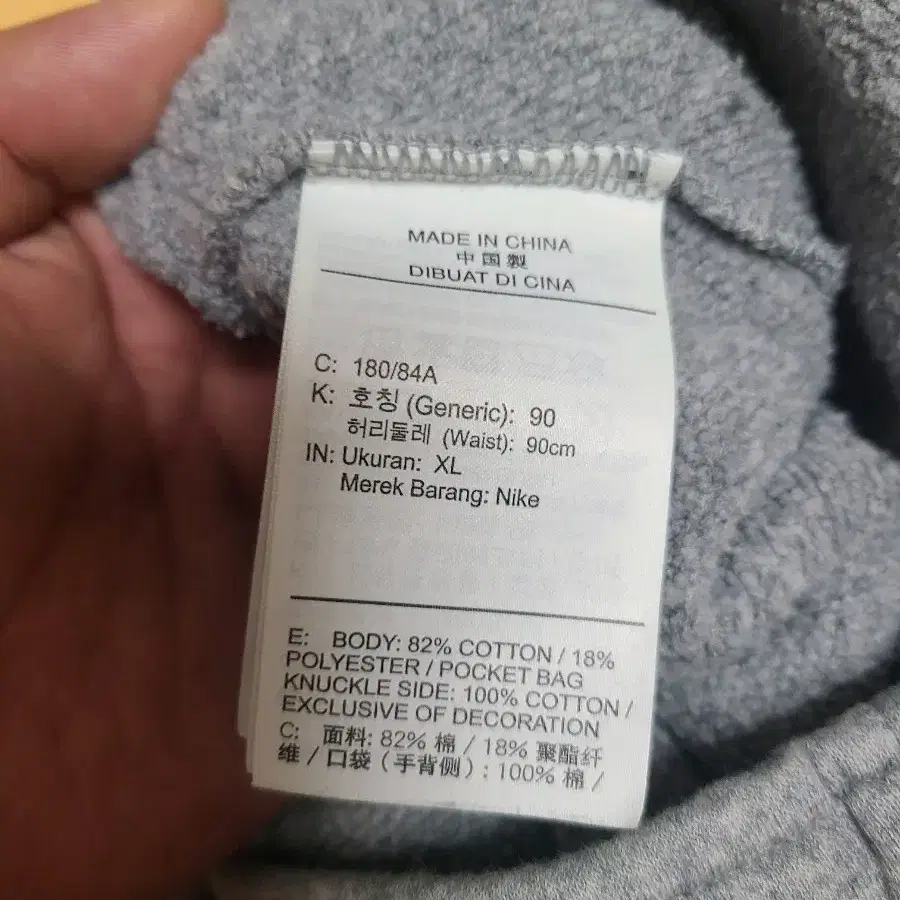 MADE IN CHINA
中国製
DIBUAT DI CINA
C: 180/84A
K: 호칭 (Generic): 90
허리둘레 (Waist): 90cm
IN: Ukuran: XL
Merek Barang: Nike
E: BODY: 82% COTTON / 18%
POLYESTER / POCKET BAG
KNUCKLE SIDE: 100% COTTON /
EXCLUSIVE OF DECORATION
C: 面料: 82% 棉 / 18% 聚酯纤
维 / 口袋 (手背侧) : 100% 棉 /